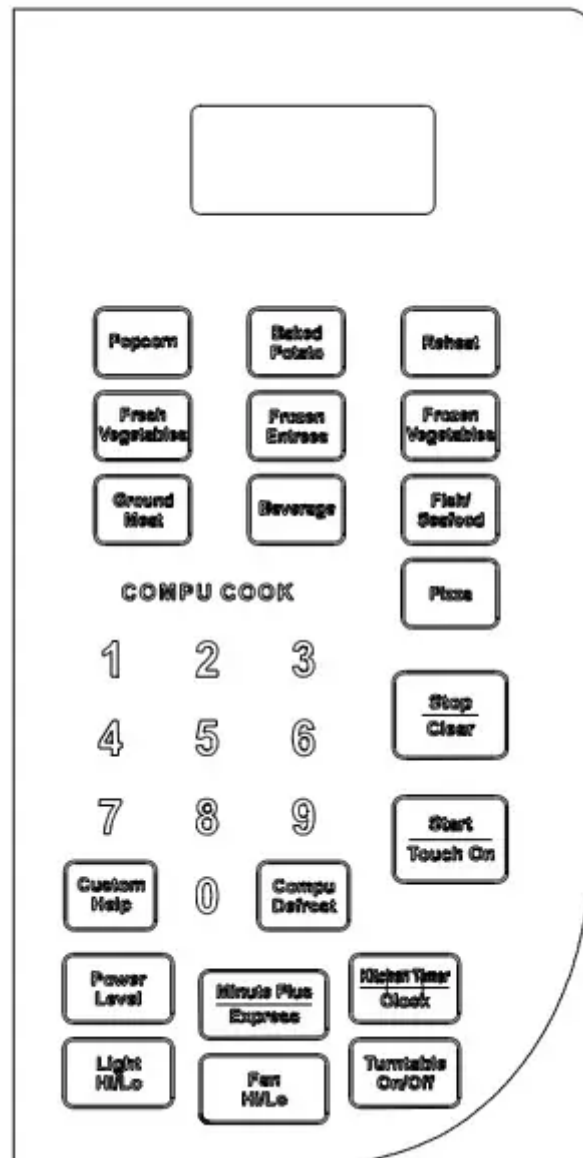 Popcorn
Baked
Potato
Reheat
Fresh
Vegetables
Frozen
Entrees
Frozen
Vegetables
Ground
Meat
Beverage
Fish/
Seafood
COMPU COOK
Pizza
1 2 3
Stop
Clear
4 5 6
7 8 9
Start
Touch On
Custom
Help
0
Compu
Defrost
Power
Level
Minute Plus
Express
Kitchen Timer
Clock
Light
Hi/Lo
Fan
Hi/Lo
Turntable
On/Off